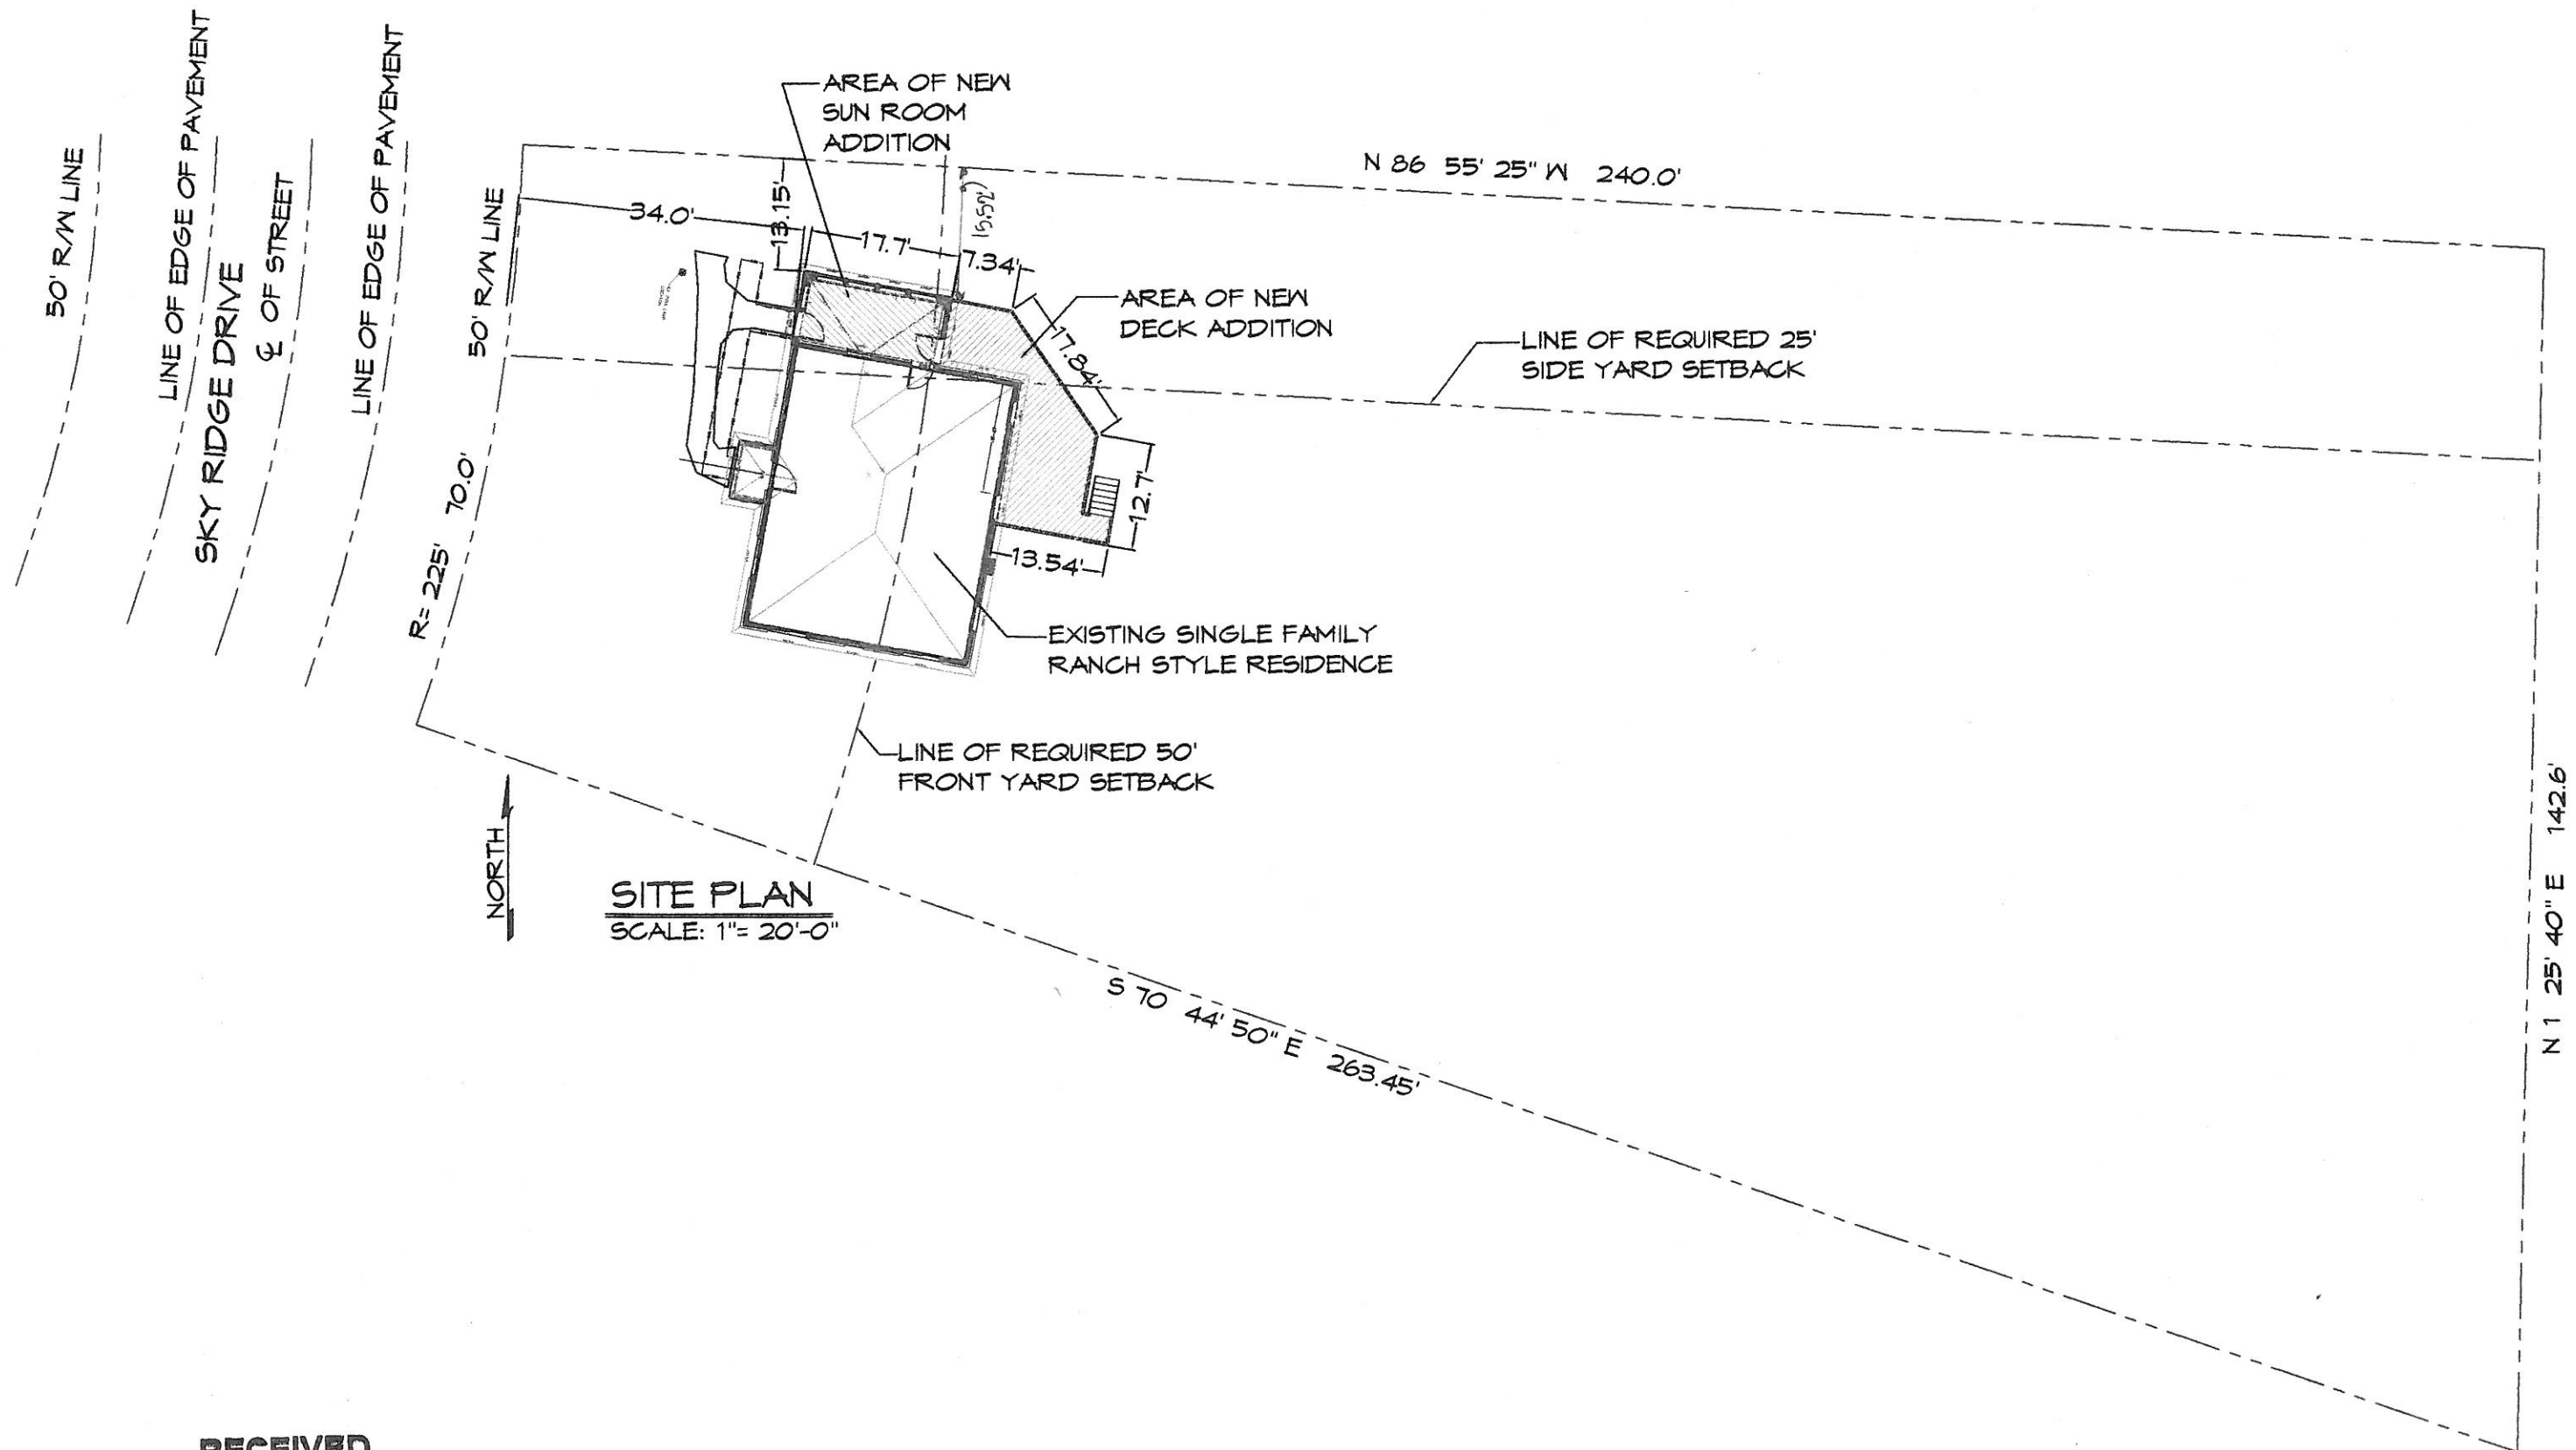 50' R/W LINE
LINE OF EDGE OF PAVEMENT
SKY RIDGE DRIVE
℄ OF STREET
LINE OF EDGE OF PAVEMENT
50' R/W LINE
R= 225' 70.0'
AREA OF NEW
SUN ROOM
ADDITION
N 86 55' 25" W 240.0'
34.0'
13.15'
17.7'
15.52'
7.34'
AREA OF NEW
DECK ADDITION
17.84'
LINE OF REQUIRED 25'
SIDE YARD SETBACK
12.7'
13.54'
EXISTING SINGLE FAMILY
RANCH STYLE RESIDENCE
LINE OF REQUIRED 50'
FRONT YARD SETBACK
NORTH
SITE PLAN
SCALE: 1"= 20'-0"
S 70 44' 50" E 263.45'
N 1 25' 40" E 142.6'
RECEIVED